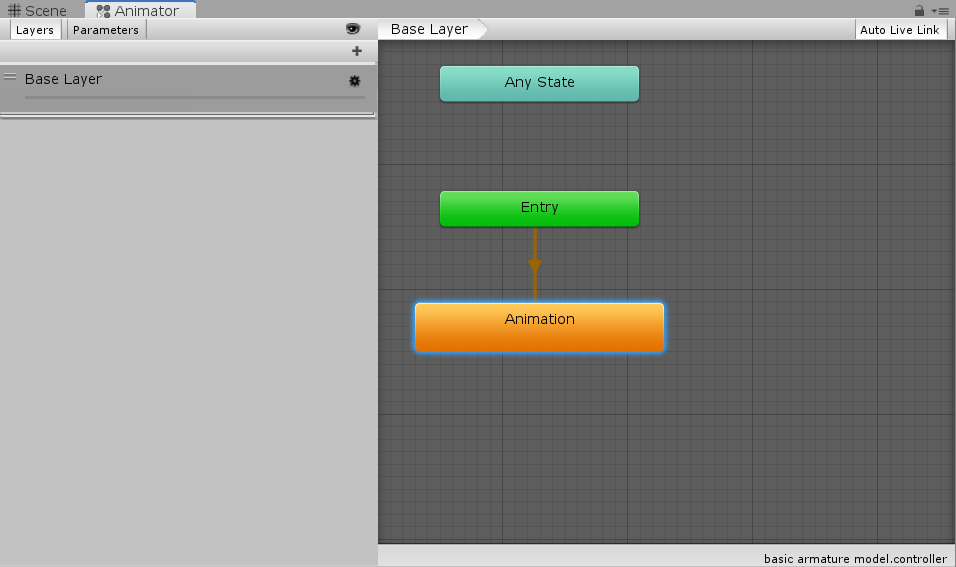 Scene Animator
Layers Parameters
Base Layer
Auto Live Link
Base Layer
Any State
Entry
Animation
basic armature model.controller